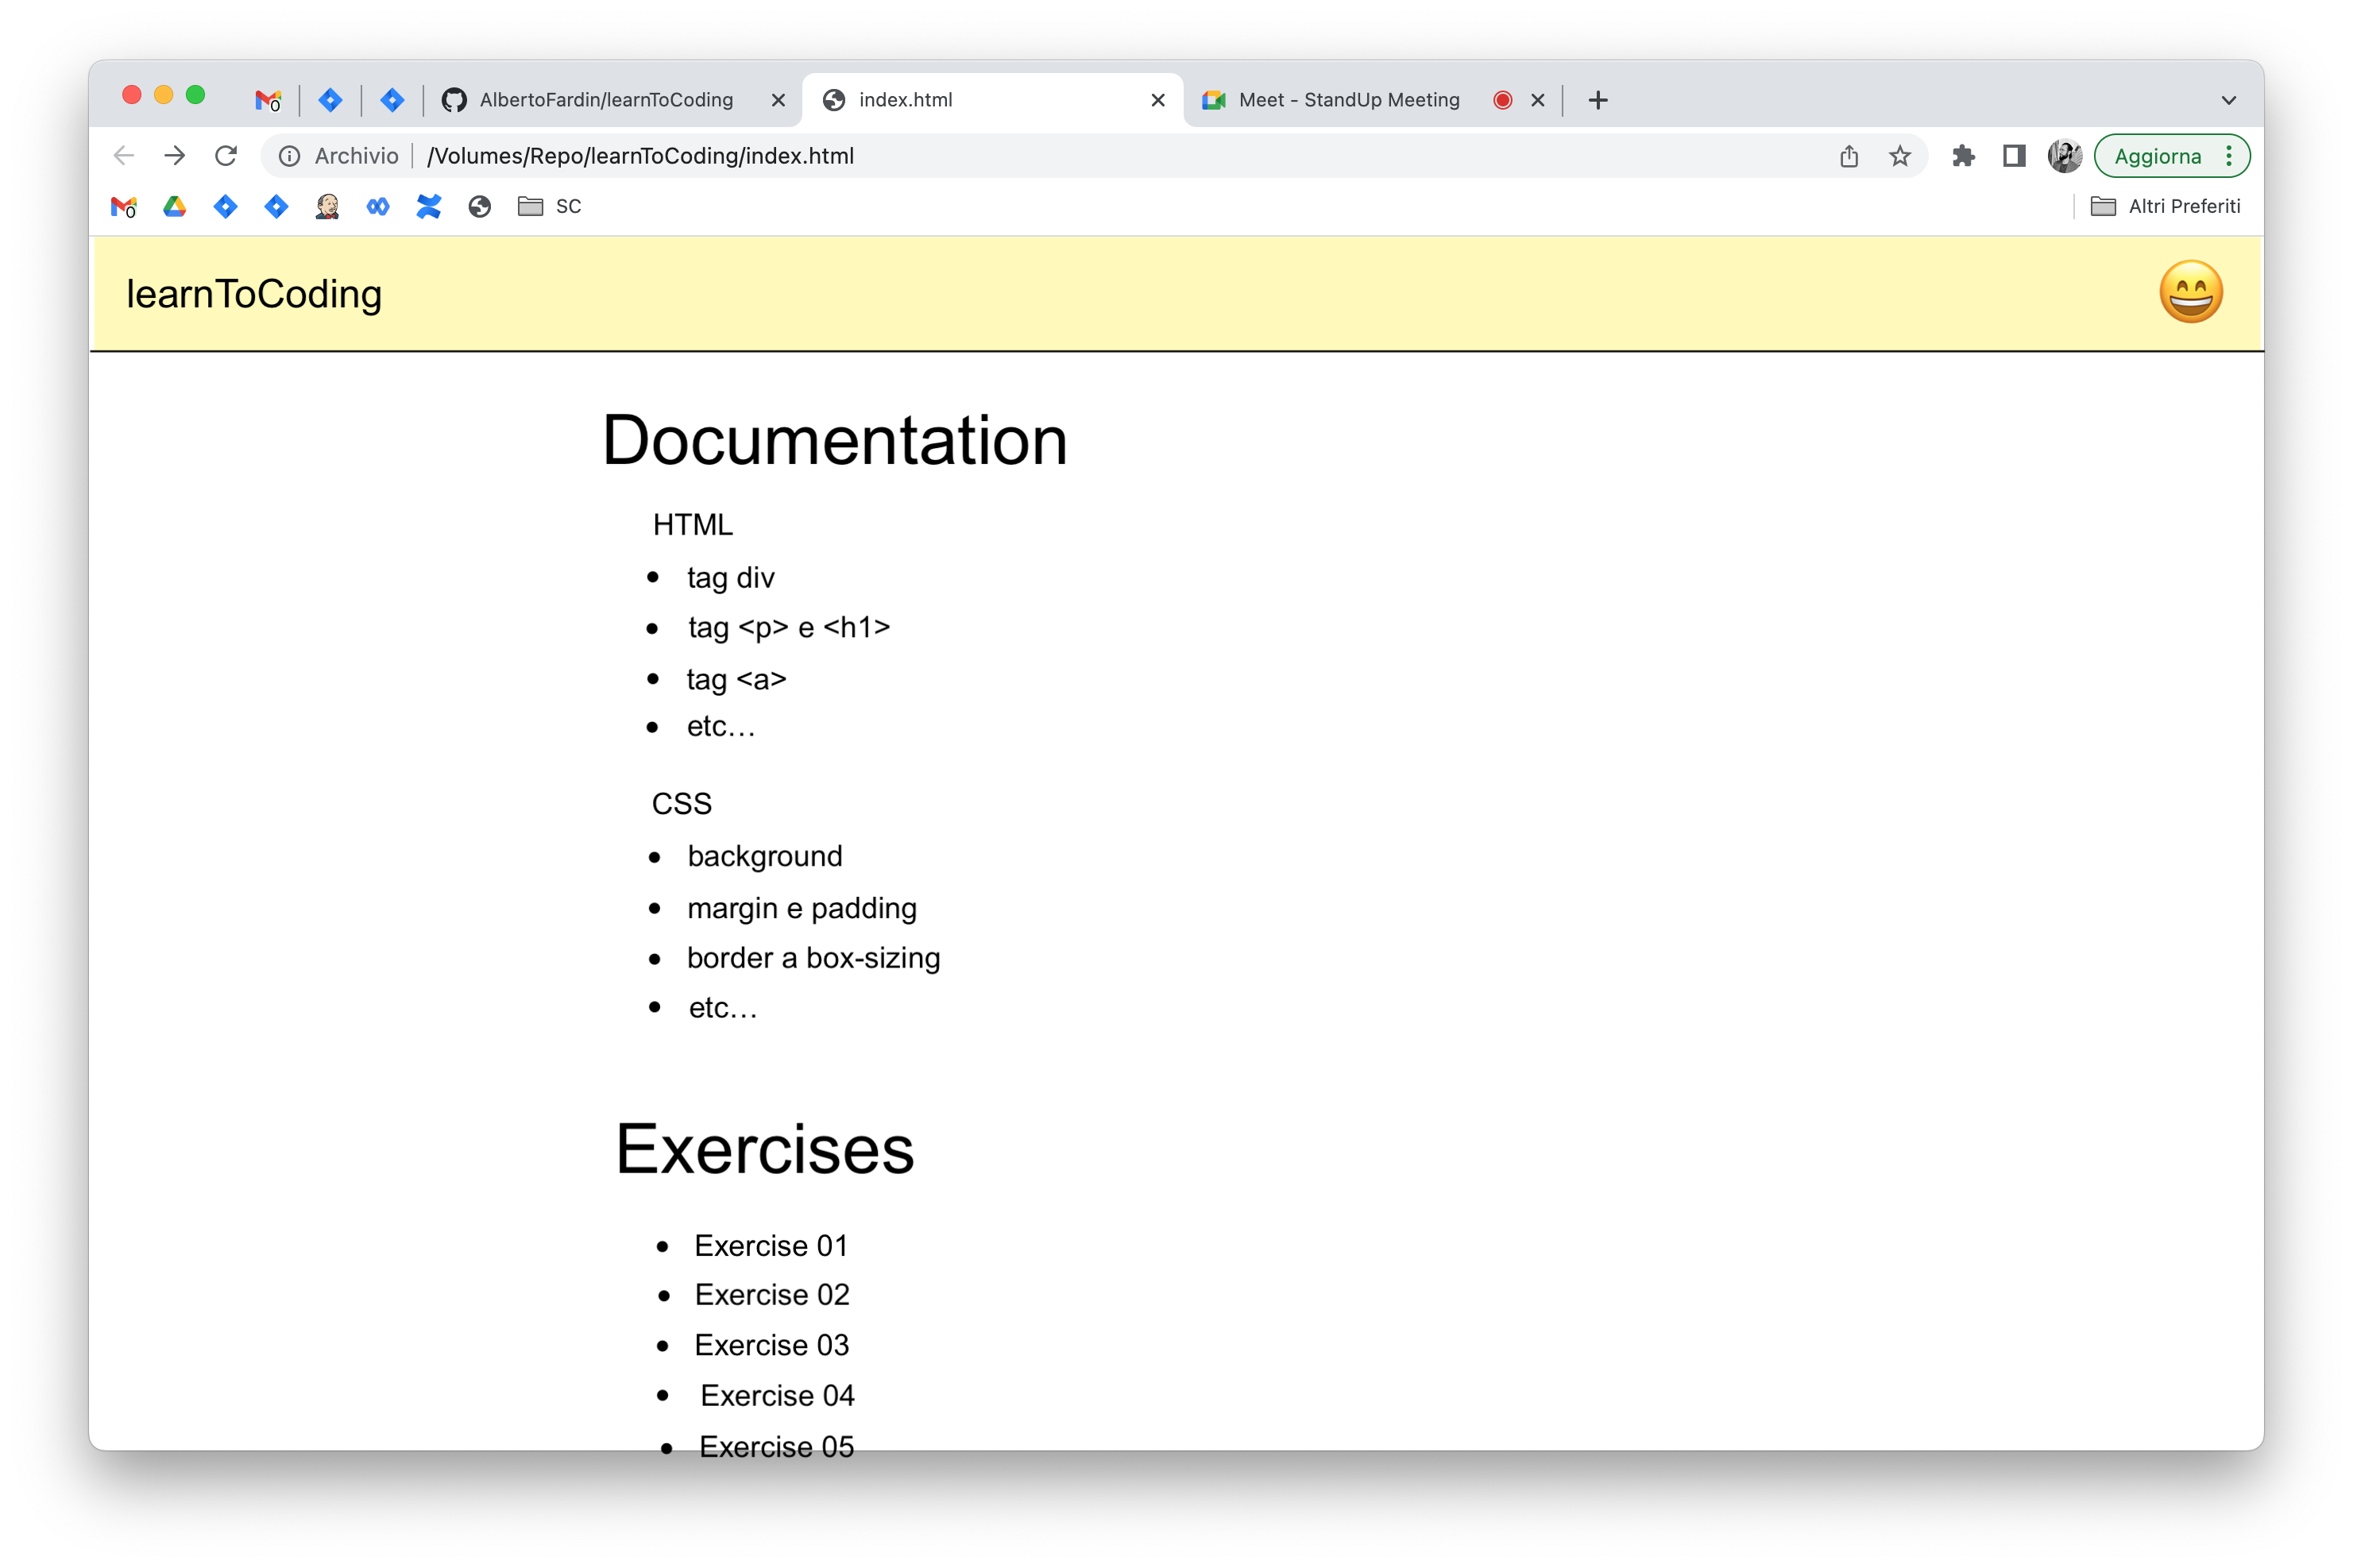 AlbertoFardin/learnToCoding
index.html
Meet - StandUp Meeting
Archivio
/Volumes/Repo/learnToCoding/index.html
Aggiorna
0
0
SC
Altri Preferiti
learnToCoding
Documentation
HTML
tag div
tag <p> e <h1>
tag <a>
etc...
CSS
background
margin e padding
border a box-sizing
etc...
Exercises
Exercise 01
Exercise 02
Exercise 03
Exercise 04
Exercise 05